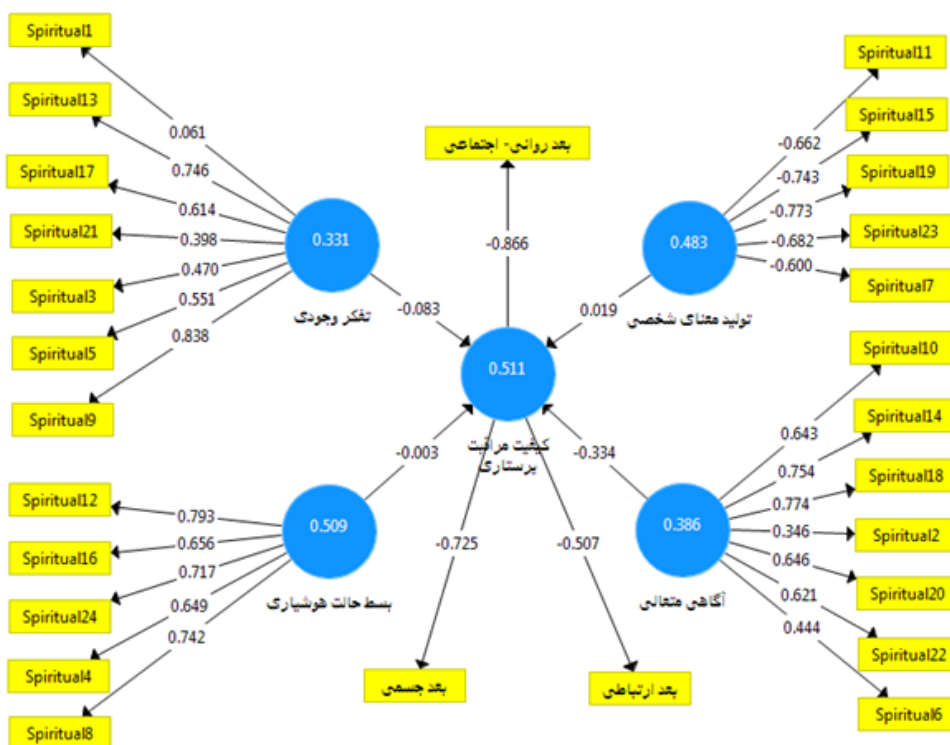 Spiritual1
Spiritual13
Spiritual17
Spiritual21
Spiritual3
Spiritual5
Spiritual9
0.061
0.746
0.614
0.398
0.470
0.551
0.838
0.331
تفکر وجودی
-0.083
بعد روانی- اجتماعی
-0.866
Spiritual11
Spiritual15
Spiritual19
Spiritual23
Spiritual7
-0.662
-0.743
-0.773
-0.682
-0.600
0.483
تولید معنای شخصی
0.019
0.511
کیفیت مراقبت
پرستاری
Spiritual12
Spiritual16
Spiritual24
Spiritual4
Spiritual8
0.793
0.656
0.717
0.649
0.742
0.509
بسط حالت هوشیاری
-0.003
-0.725
-0.507
بعد جسمی
بعد ارتباطی
-0.334
0.386
آگاهی متعالی
0.643
0.754
0.774
0.346
0.646
0.621
0.444
Spiritual10
Spiritual14
Spiritual18
Spiritual2
Spiritual20
Spiritual22
Spiritual6